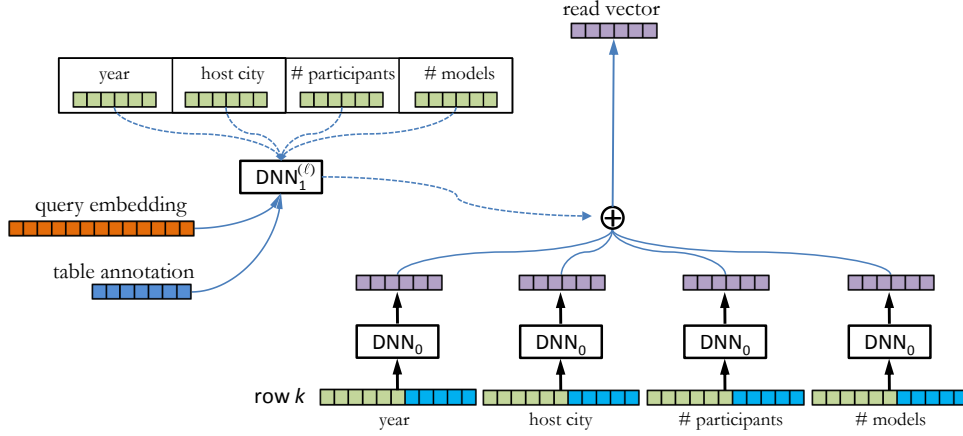 read vector
year host city # participants # models
DNN₁⁽ℓ⁾
query embedding
table annotation
DNN₀ DNN₀ DNN₀ DNN₀
row k
year host city # participants # models